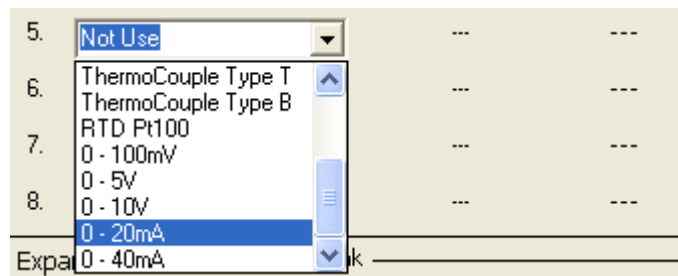 5. Not Use --- ---
ThermoCouple Type T
6. ThermoCouple Type B --- ---
RTD Pt100
7. 0 - 100mV --- ---
0 - 5V
8. 0 - 10V --- ---
0 - 20mA
0 - 40mA